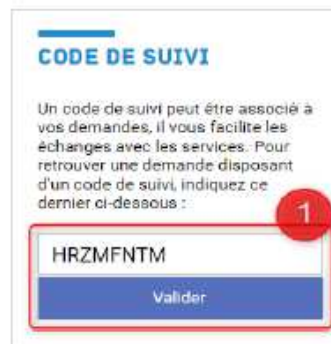 CODE DE SUIVI
Un code de suivi peut être associé à
vos demandes, il vous facilite les
échanges avec les services. Pour
retrouver une demande disposant
d'un code de suivi, indiquez ce
dernier ci-dessous :
1
HRZMFNTM
Valider